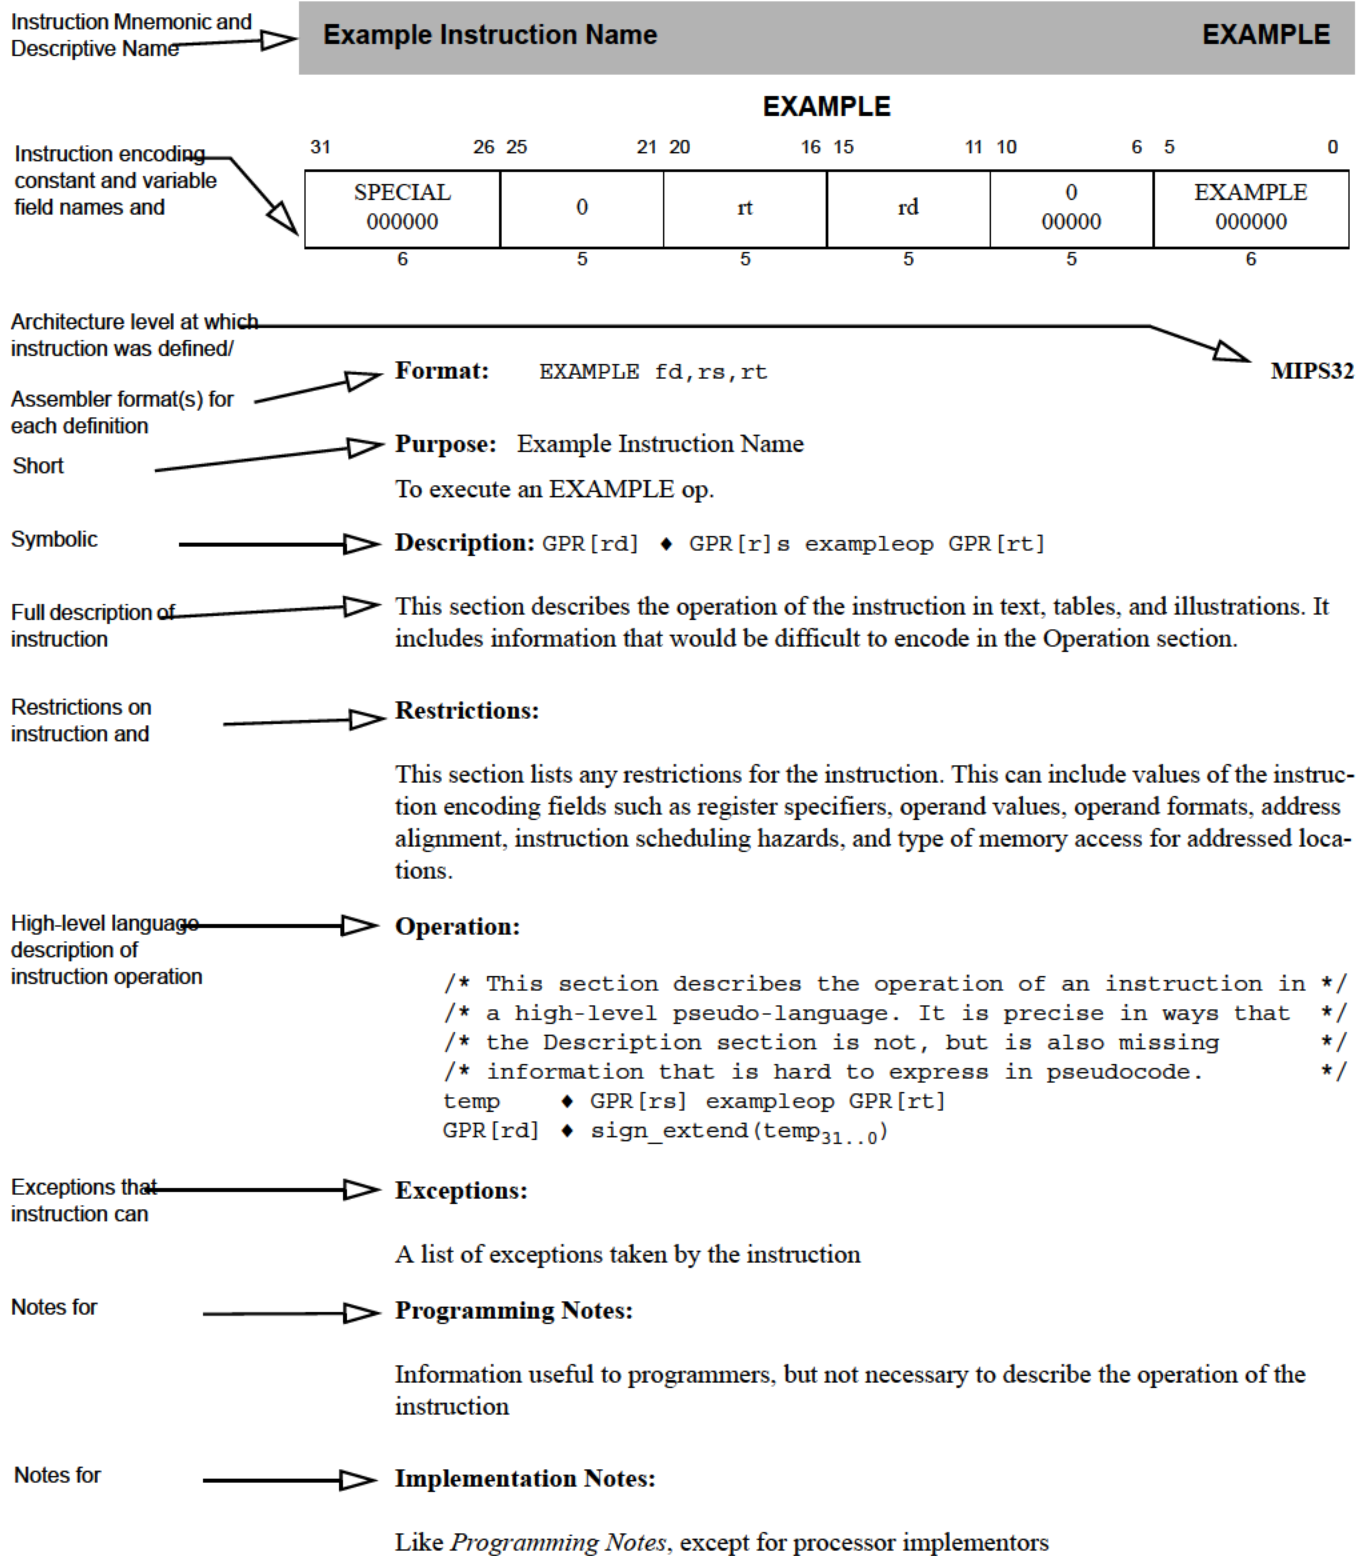 Instruction Mnemonic and
Descriptive Name
Example Instruction Name EXAMPLE
EXAMPLE
31 26 25 21 20 16 15 11 10 6 5 0
Instruction encoding
constant and variable
field names and
SPECIAL
000000
0
rt
rd
0
00000
EXAMPLE
000000
6 5 5 5 5 6
Architecture level at which
instruction was defined/
Format: EXAMPLE fd,rs,rt MIPS32
Assembler format(s) for
each definition
Purpose: Example Instruction Name
Short
To execute an EXAMPLE op.
Symbolic
Description: GPR[rd] ♦ GPR[r]s exampleop GPR[rt]
Full description of
instruction
This section describes the operation of the instruction in text, tables, and illustrations. It
includes information that would be difficult to encode in the Operation section.
Restrictions on
instruction and
Restrictions:
This section lists any restrictions for the instruction. This can include values of the instruc-
tion encoding fields such as register specifiers, operand values, operand formats, address
alignment, instruction scheduling hazards, and type of memory access for addressed loca-
tions.
High-level language
description of
instruction operation
Operation:
/* This section describes the operation of an instruction in */
/* a high-level pseudo-language. It is precise in ways that */
/* the Description section is not, but is also missing */
/* information that is hard to express in pseudocode. */
temp ♦ GPR[rs] exampleop GPR[rt]
GPR[rd] ♦ sign_extend(temp31..0)
Exceptions that
instruction can
Exceptions:
A list of exceptions taken by the instruction
Notes for
Programming Notes:
Information useful to programmers, but not necessary to describe the operation of the
instruction
Notes for
Implementation Notes:
Like Programming Notes, except for processor implementors